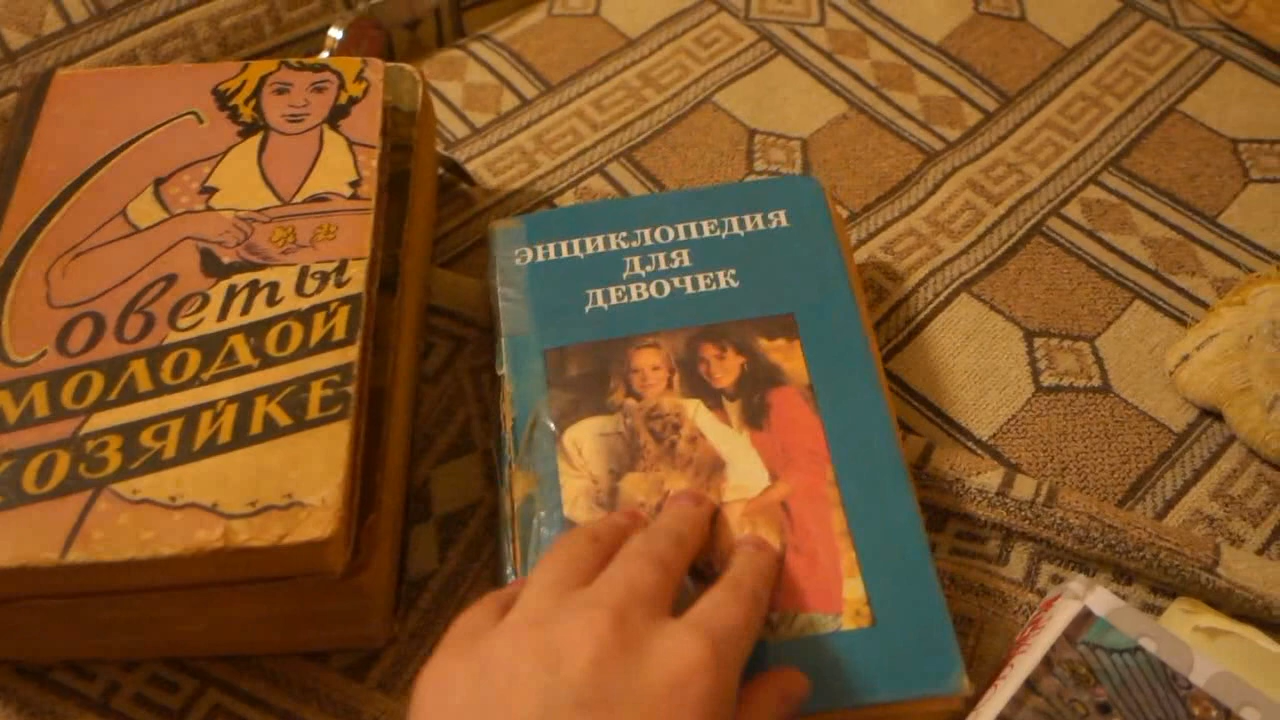 Советы
МОЛОДОЙ
ХОЗЯЙКЕ
ЭНЦИКЛОПЕДИЯ
ДЛЯ
ДЕВОЧЕК